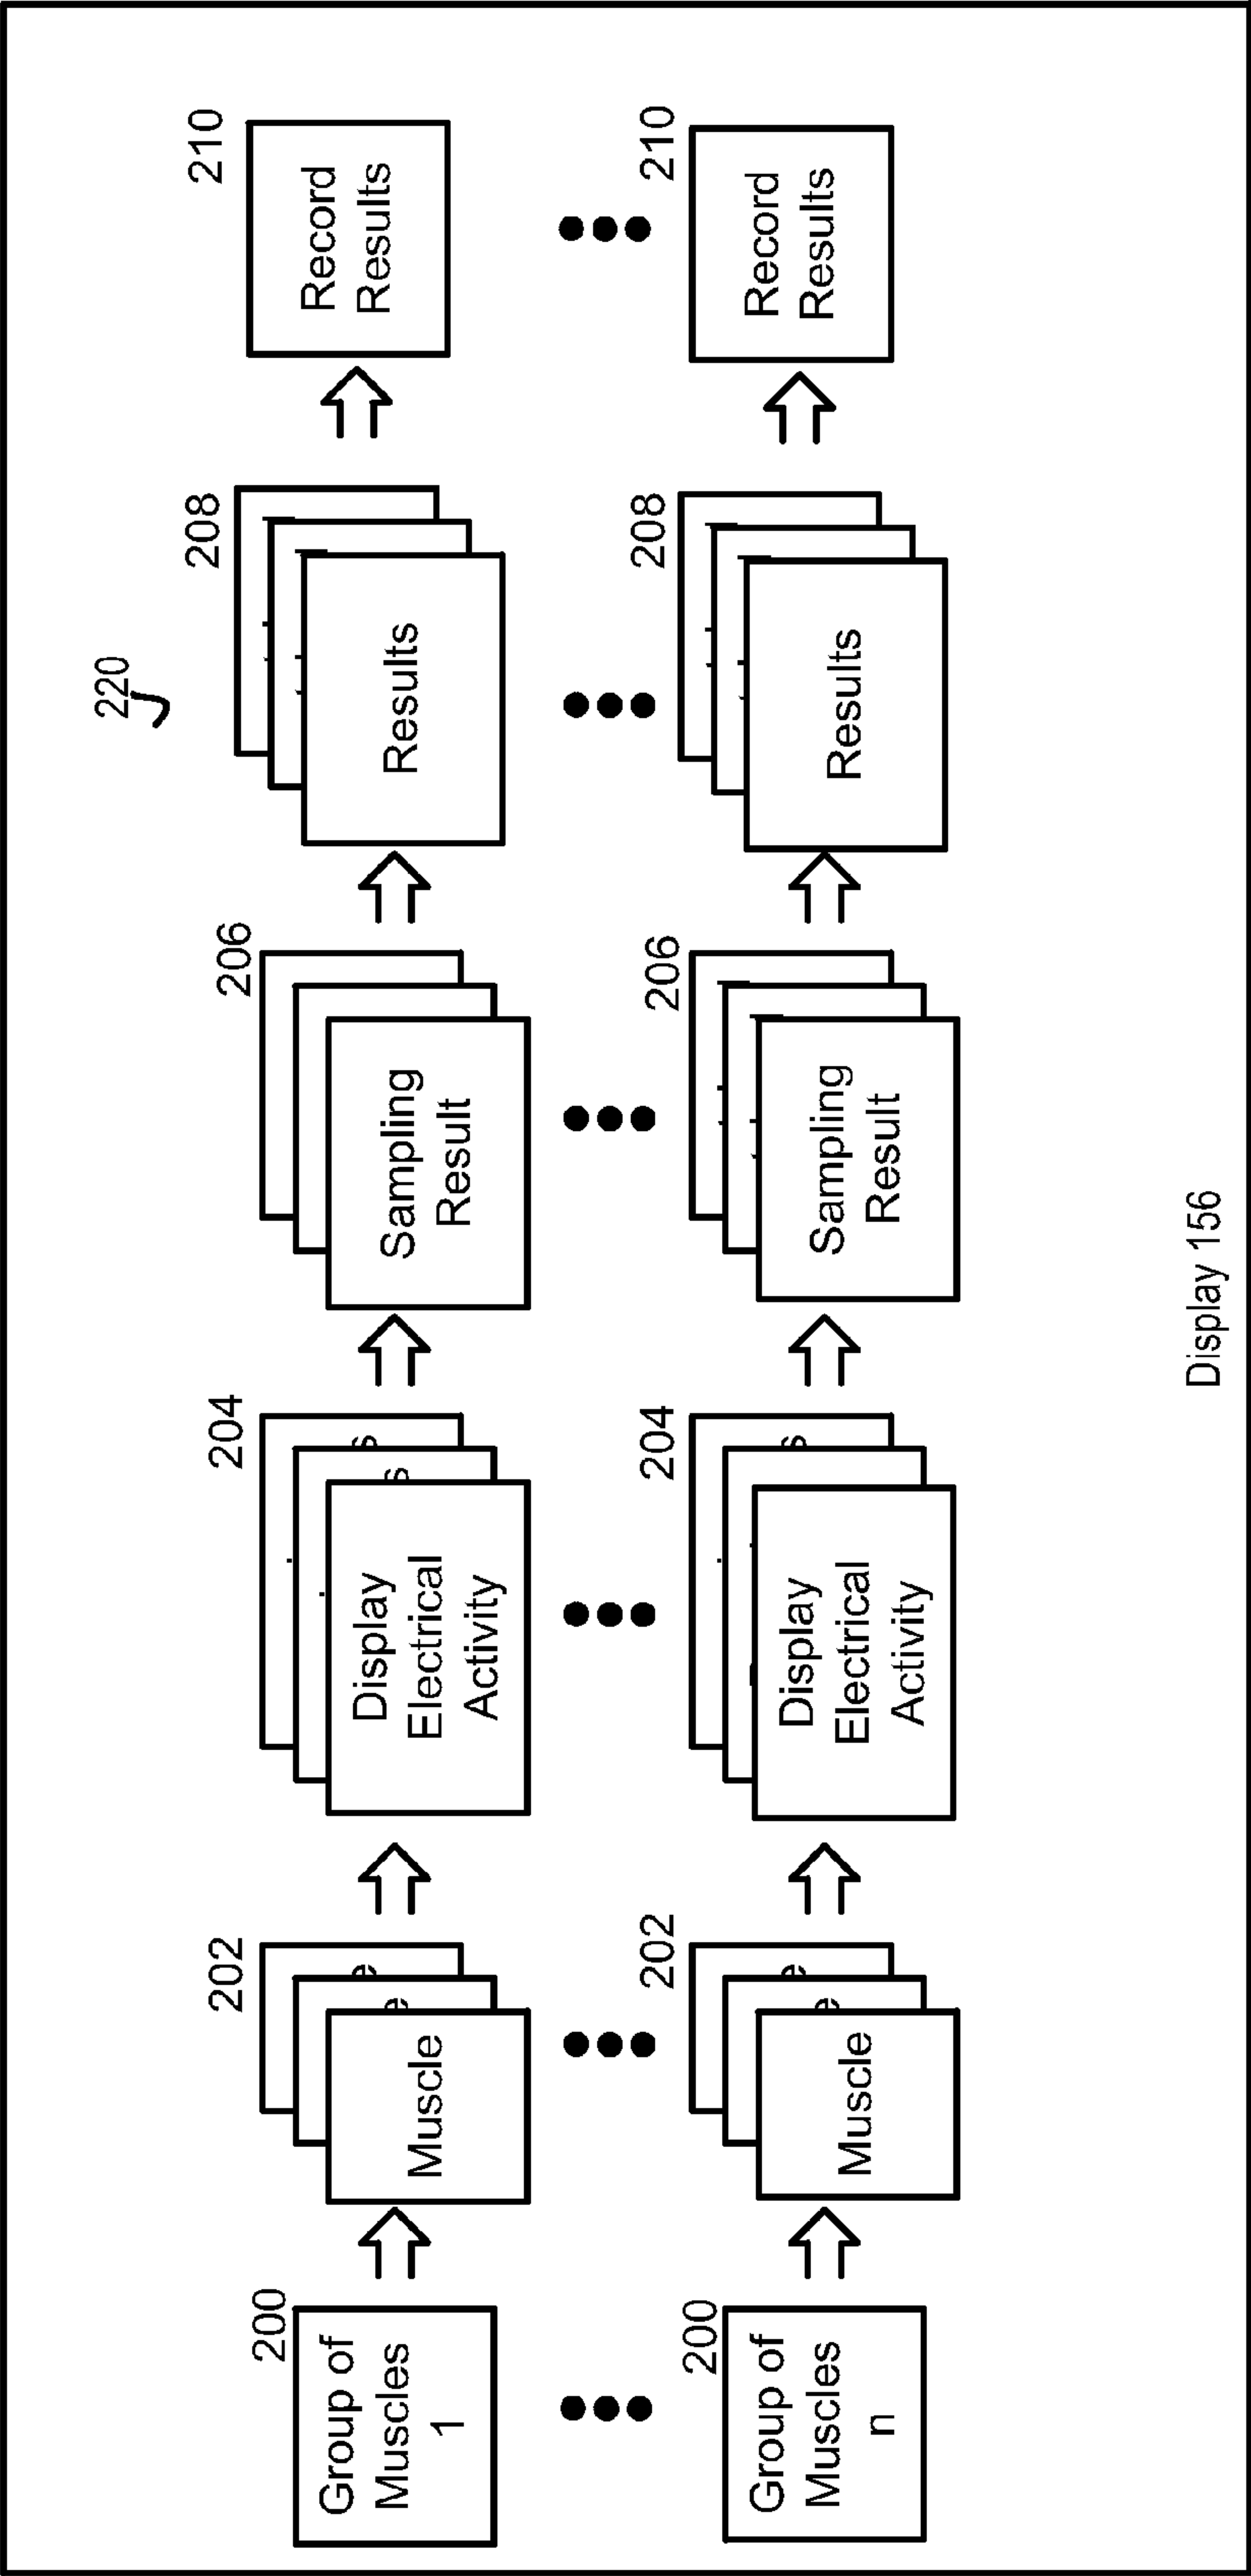 220
200
Group of
Muscles
1
202
Muscle
204
Display
Electrical
Activity
206
Sampling
Result
208
Results
210
Record
Results
200
Group of
Muscles
n
202
Muscle
204
Display
Electrical
Activity
206
Sampling
Result
208
Results
210
Record
Results
Display 156